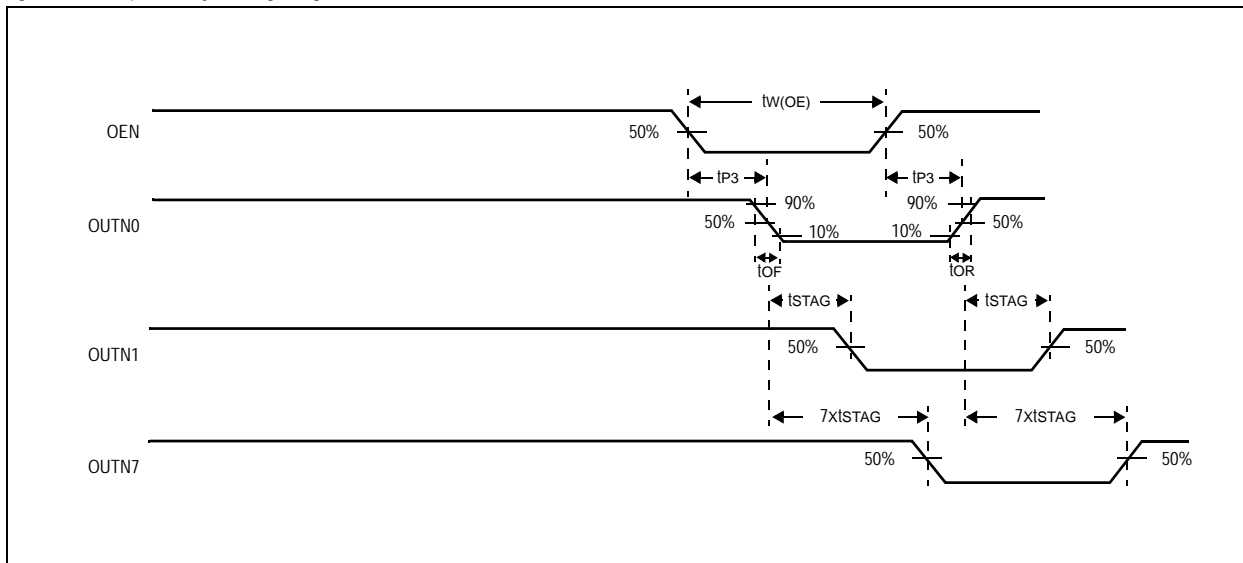 tW(OE)
OEN
50%
50%
tP3
tP3
90%
90%
OUTN0
50%
10%
10%
50%
tOF
tOR
tSTAG
tSTAG
OUTN1
50%
50%
7XtSTAG
7XtSTAG
OUTN7
50%
50%